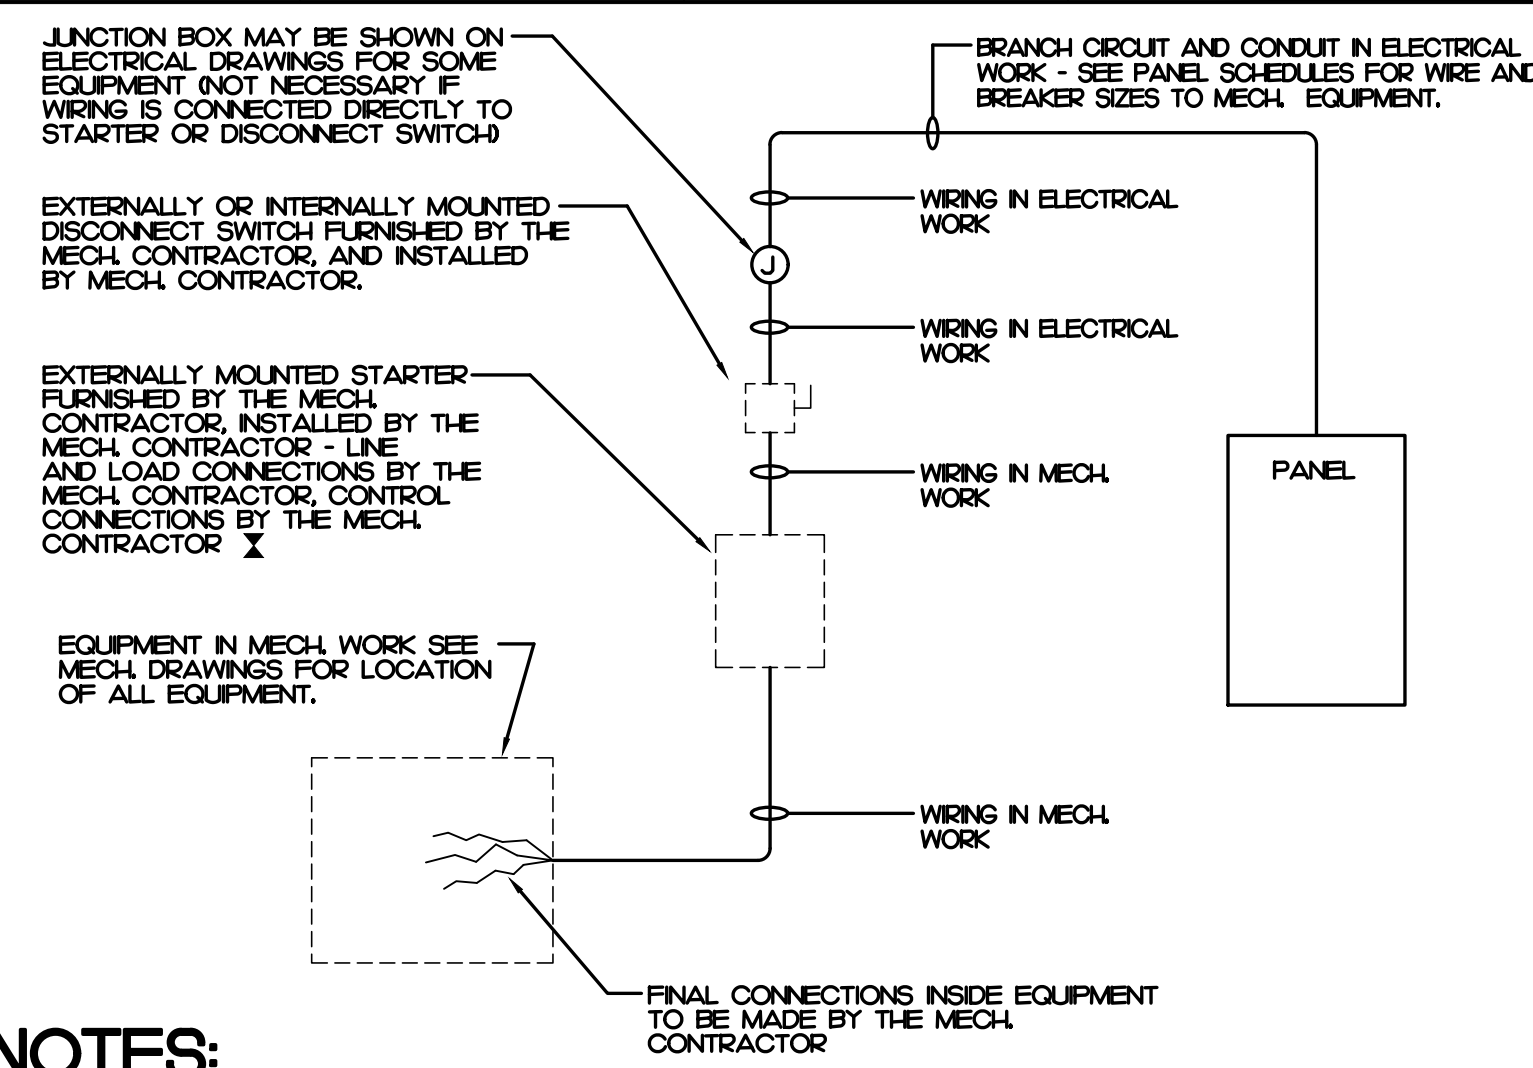 JUNCTION BOX MAY BE SHOWN ON
ELECTRICAL DRAWINGS FOR SOME
EQUIPMENT (NOT NECESSARY IF
WIRING IS CONNECTED DIRECTLY TO
STARTER OR DISCONNECT SWITCH)
BRANCH CIRCUIT AND CONDUIT IN ELECTRICAL
WORK - SEE PANEL SCHEDULES FOR WIRE AND
BREAKER SIZES TO MECH. EQUIPMENT.
WIRING IN ELECTRICAL
WORK
EXTERNALLY OR INTERNALLY MOUNTED
DISCONNECT SWITCH FURNISHED BY THE
MECH. CONTRACTOR, AND INSTALLED
BY MECH. CONTRACTOR.
J
WIRING IN ELECTRICAL
WORK
EXTERNALLY MOUNTED STARTER
FURNISHED BY THE MECH.
CONTRACTOR, INSTALLED BY THE
MECH. CONTRACTOR - LINE
AND LOAD CONNECTIONS BY THE
MECH. CONTRACTOR, CONTROL
CONNECTIONS BY THE MECH.
CONTRACTOR
WIRING IN MECH.
WORK
PANEL
EQUIPMENT IN MECH. WORK SEE
MECH. DRAWINGS FOR LOCATION
OF ALL EQUIPMENT.
WIRING IN MECH.
WORK
FINAL CONNECTIONS INSIDE EQUIPMENT
TO BE MADE BY THE MECH.
CONTRACTOR
NOTES: